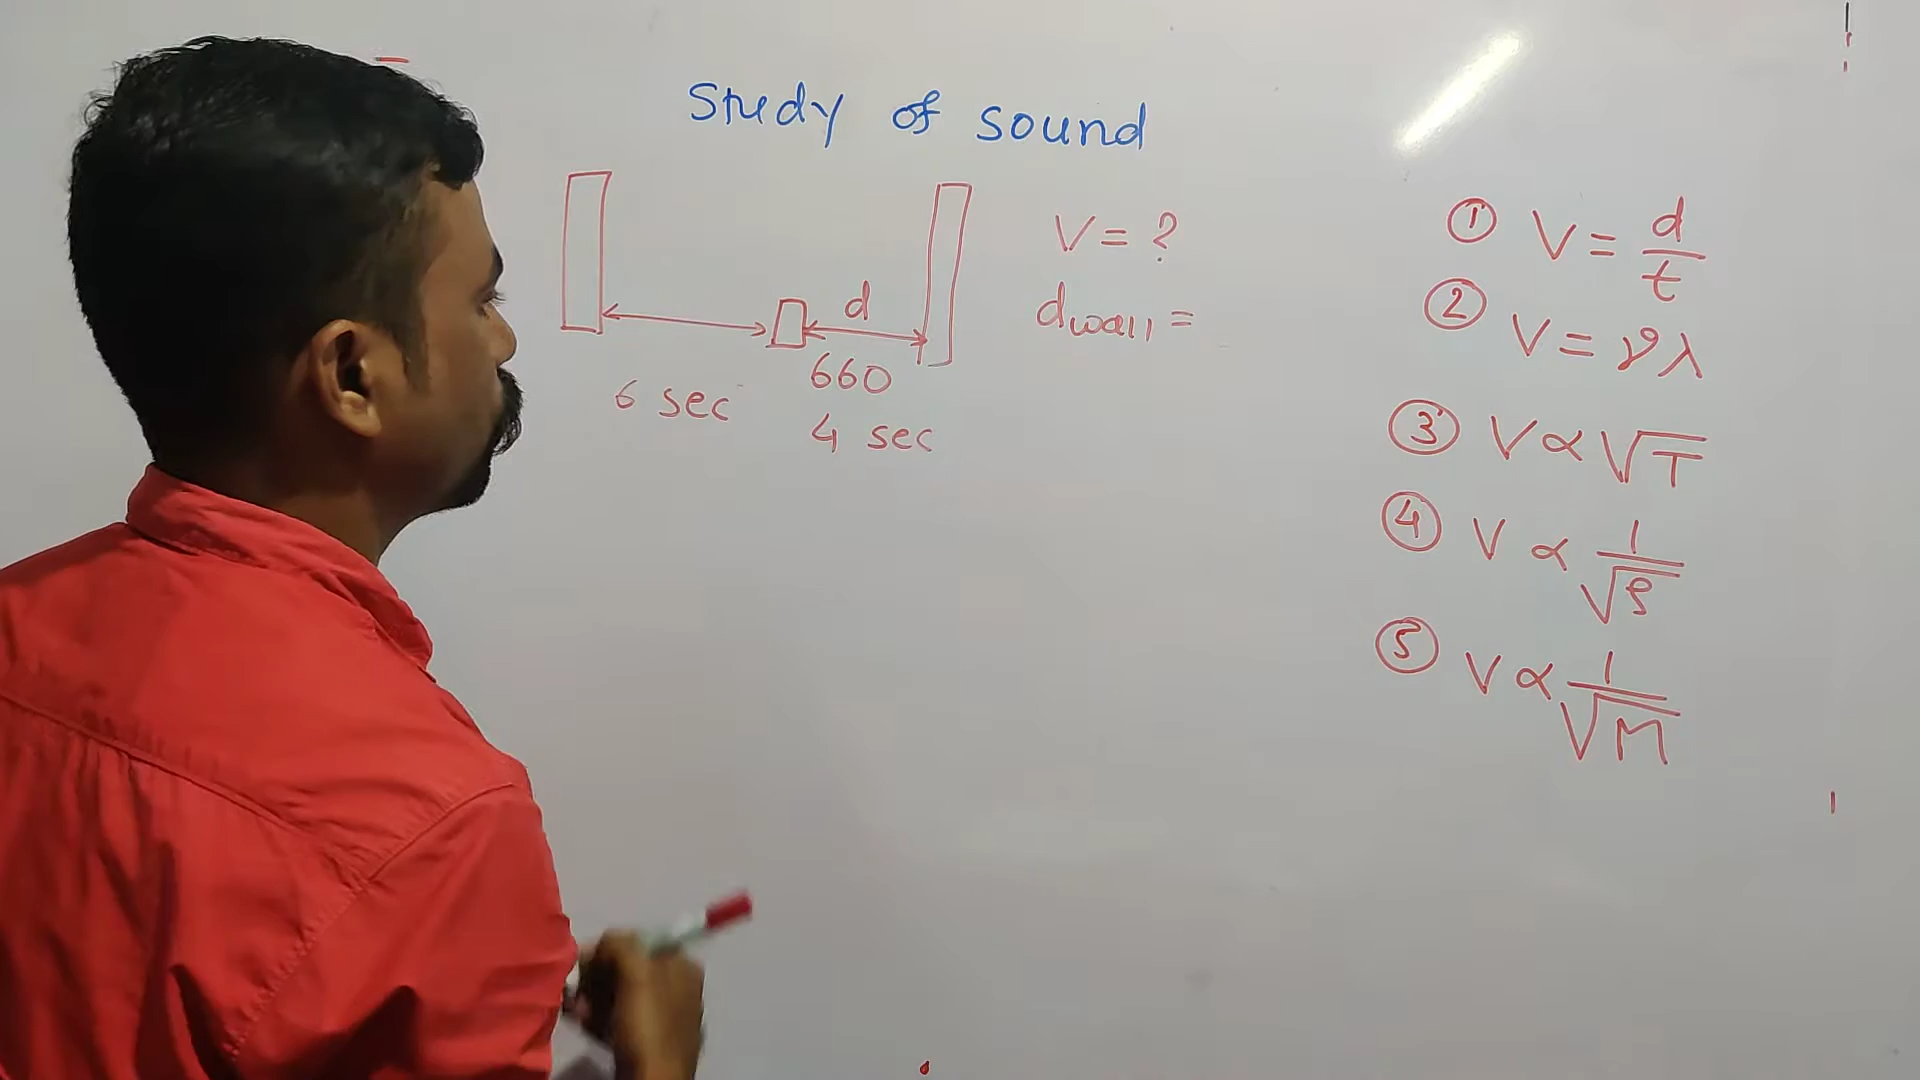 Study of sound
V = ?
d
dwall =
660
6 sec
4 sec
① V = d/t
② V = νλ
③ V ∝ √T
④ V ∝ 1/√ρ
⑤ V ∝ 1/√M